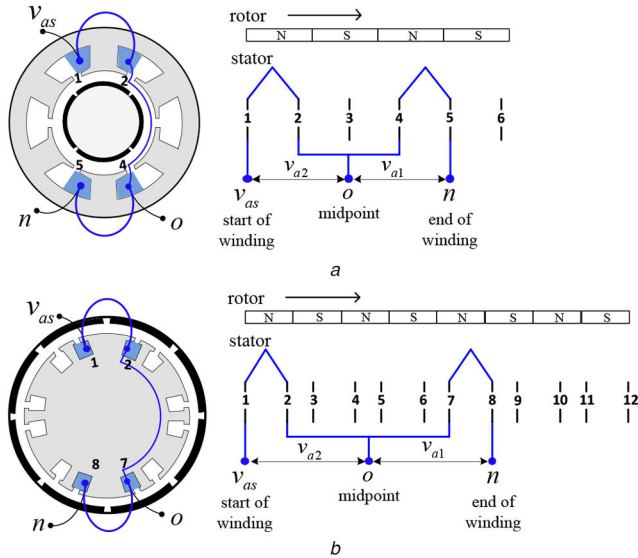 v_as
1 2
5 4
n o
rotor
N S N S
stator
1 2 3 4 5 6
v_a2 v_a1
v_as o n
start of winding midpoint end of winding
a
v_as
1 2
8 7
n o
rotor
N S N S N S N S
stator
1 2 3 4 5 6 7 8 9 10 11 12
v_a2 v_a1
v_as o n
start of winding midpoint end of winding
b